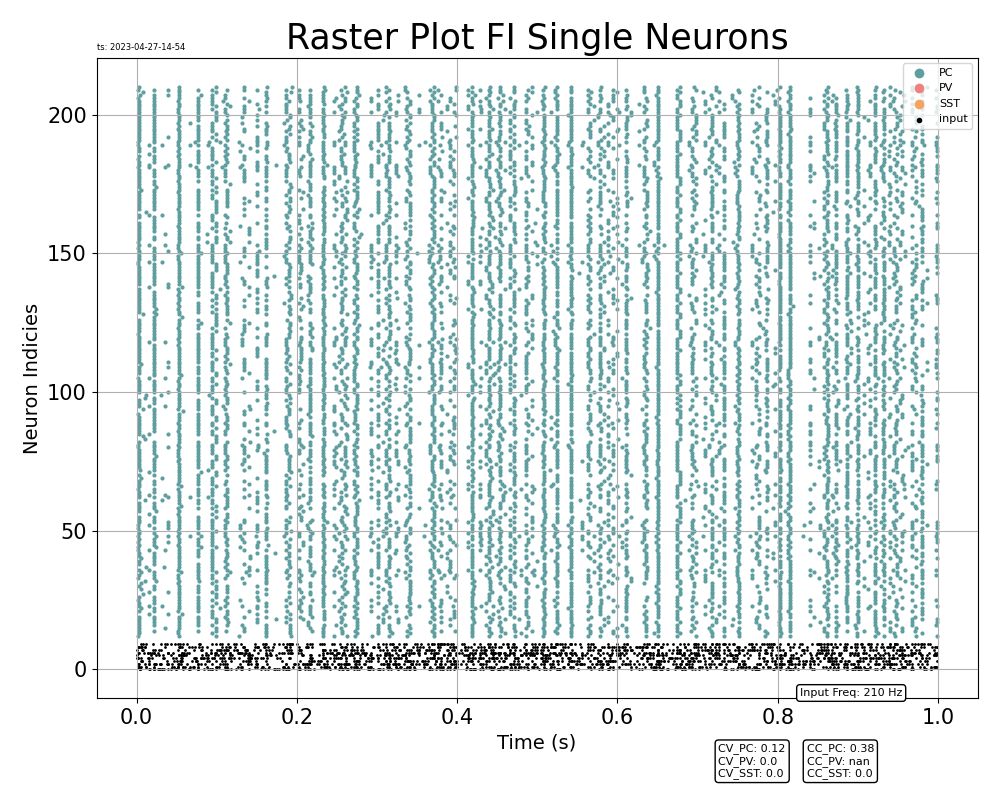 Raster Plot FI Single Neurons
ts: 2023-04-27-14-54
PC
PV
SST
input
200
150
100
50
0
Neuron Indicies
0.0 0.2 0.4 0.6 0.8 1.0
Time (s)
Input Freq: 210 Hz
CV_PC: 0.12
CV_PV: 0.0
CV_SST: 0.0
CC_PC: 0.38
CC_PV: nan
CC_SST: 0.0